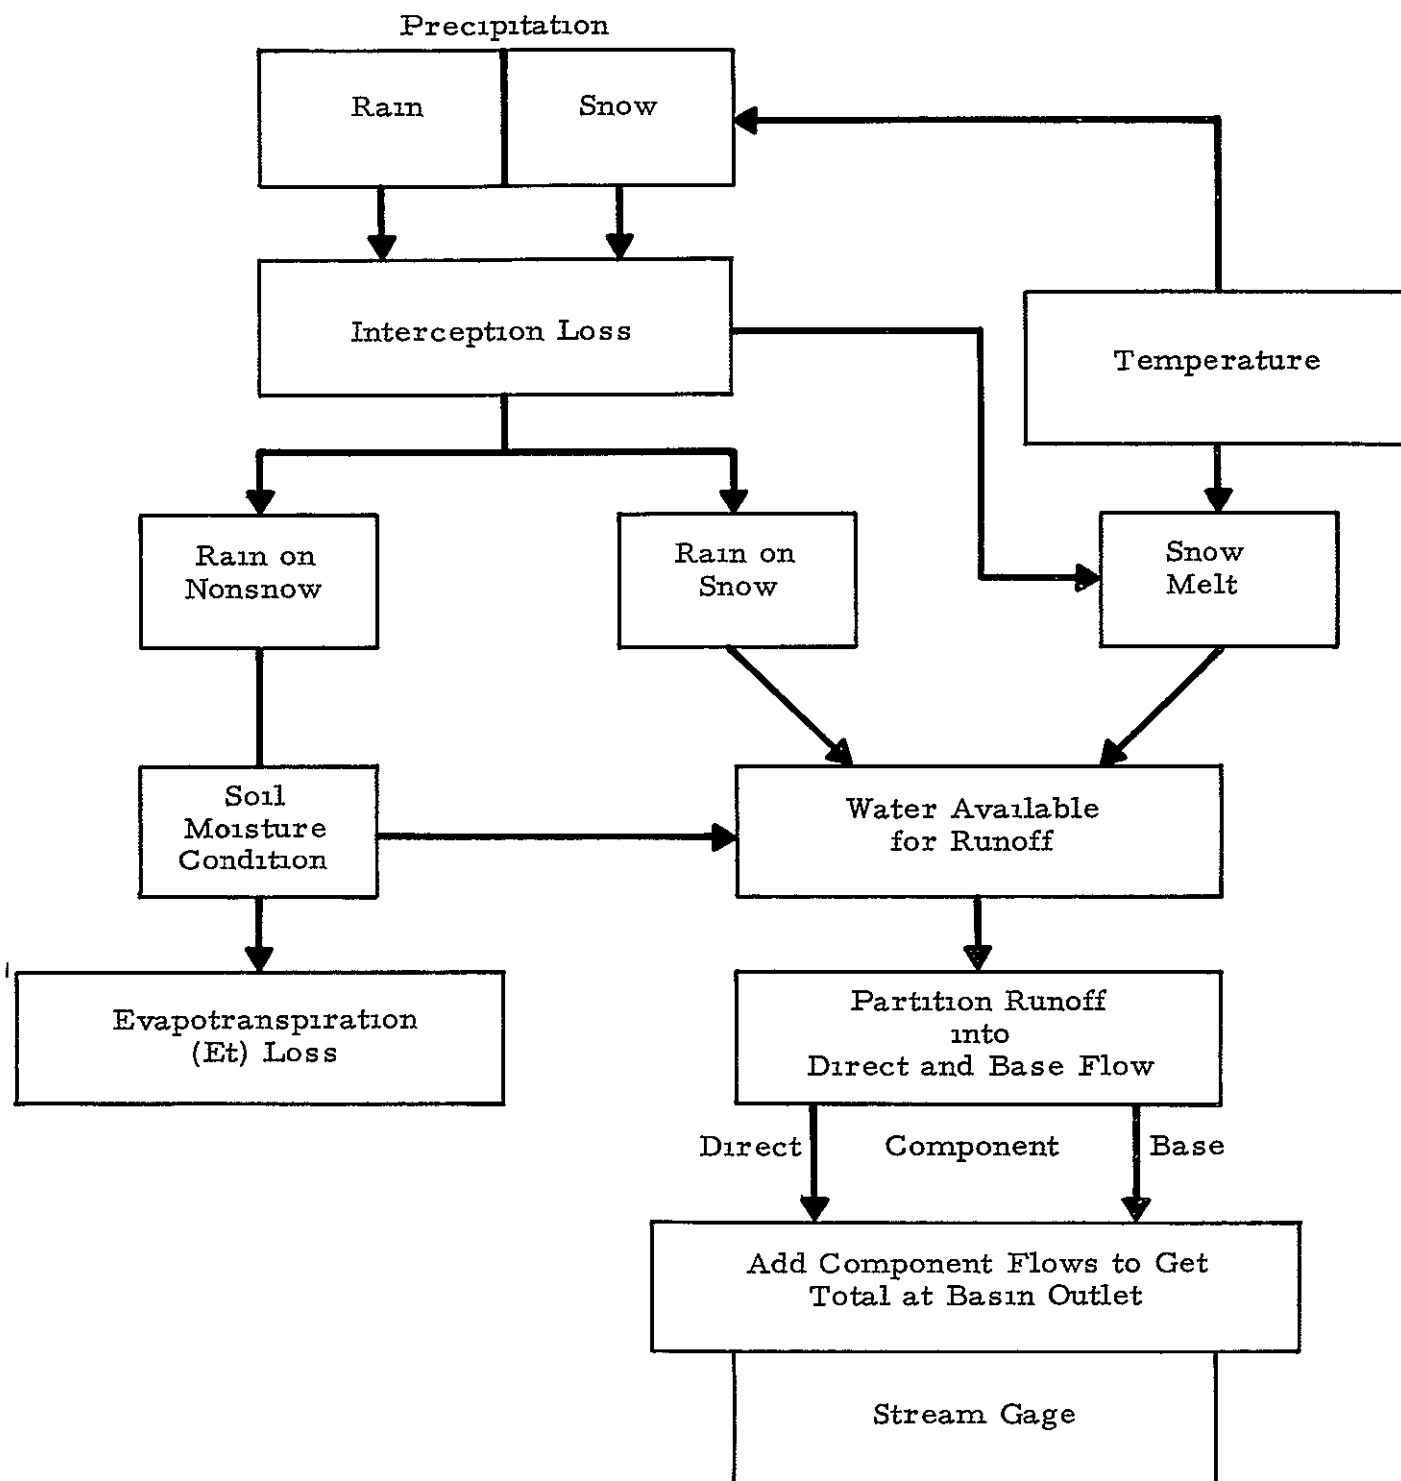 Precipitation
Rain
Snow
Interception Loss
Temperature
Rain on
Nonsnow
Rain on
Snow
Snow
Melt
Soil
Moisture
Condition
Water Available
for Runoff
Evapotranspiration
(Et) Loss
Partition Runoff
into
Direct and Base Flow
Direct
Component
Base
Add Component Flows to Get
Total at Basin Outlet
Stream Gage